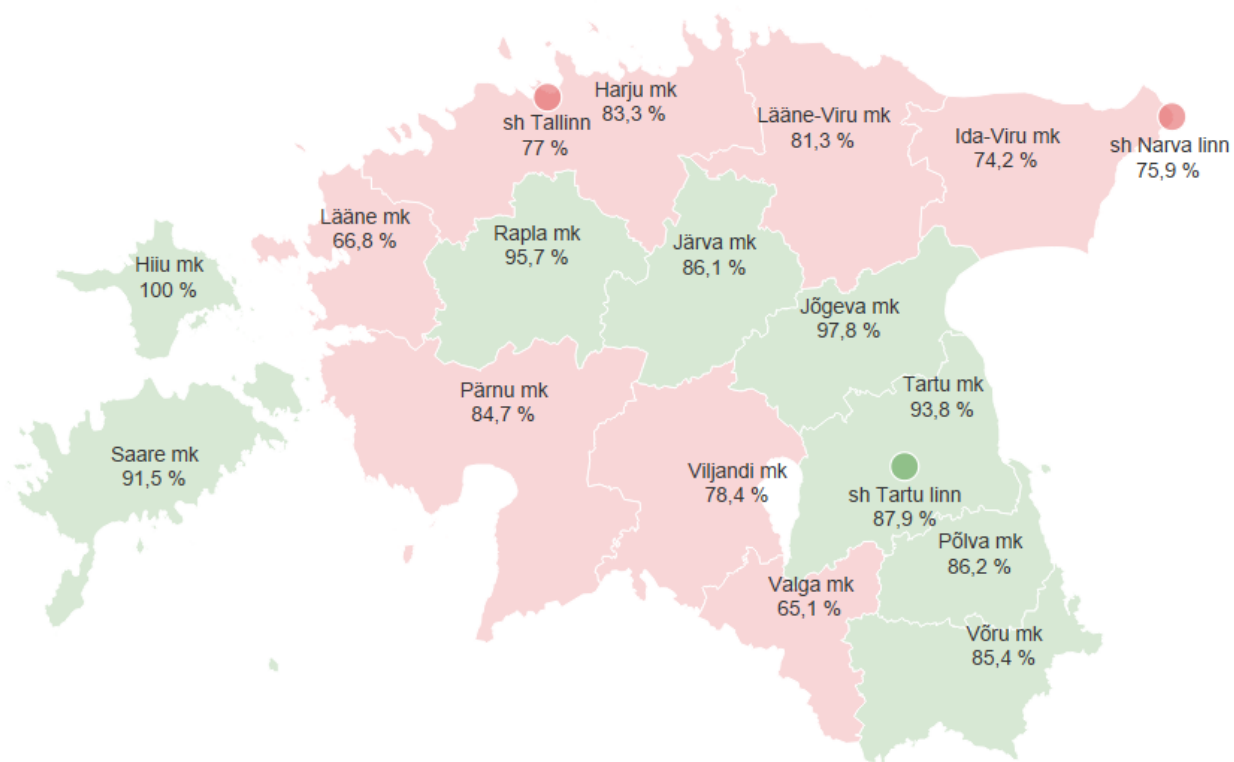 Harju mk
83,3 %
sh Tallinn
77 %
Lääne-Viru mk
81,3 %
Ida-Viru mk
74,2 %
sh Narva linn
75,9 %
Lääne mk
66,8 %
Rapla mk
95,7 %
Järva mk
86,1 %
Hiiu mk
100 %
Jõgeva mk
97,8 %
Pärnu mk
84,7 %
Tartu mk
93,8 %
Saare mk
91,5 %
Viljandi mk
78,4 %
sh Tartu linn
87,9 %
Põlva mk
86,2 %
Valga mk
65,1 %
Võru mk
85,4 %